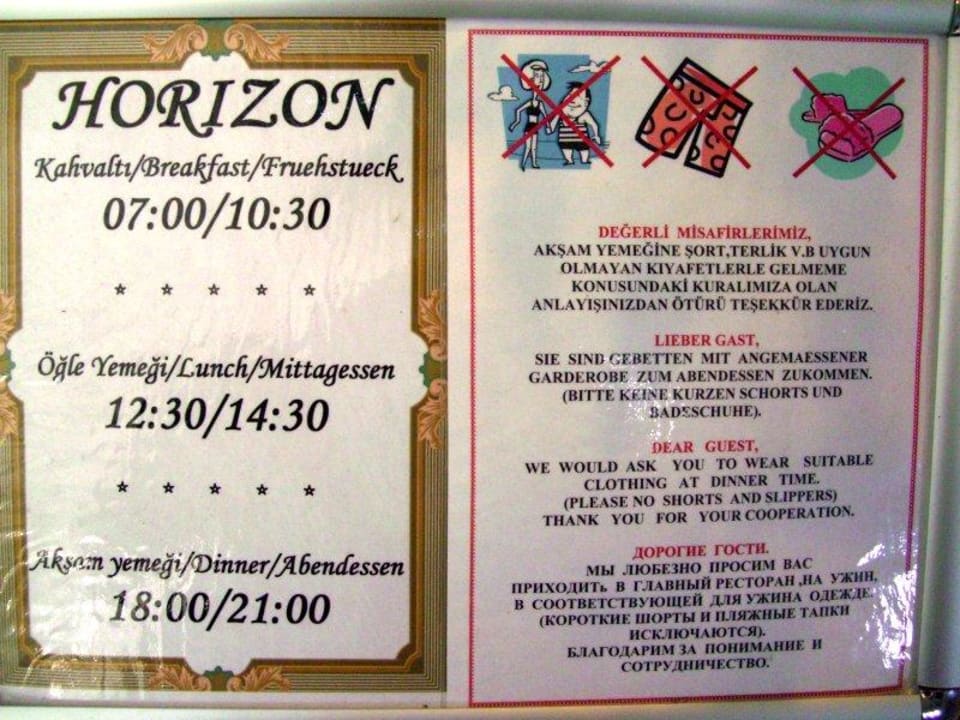 HORIZON
Kahvaltı/Breakfast/Fruehstueck
07:00/10:30
Öğle Yemeği/Lunch/Mittagessen
12:30/14:30
Akşam yemeği/Dinner/Abendessen
18:00/21:00
DEĞERLİ MİSAFİRLERİMİZ,
AKŞAM YEMEĞİNE ŞORT,TERLİK V.B UYGUN
OLMAYAN KIYAFETLERLE GELMEME
KONUSUNDAKİ KURALIMIZA OLAN
ANLAYIŞINIZDAN ÖTÜRÜ TEŞEKKÜR EDERİZ.
LIEBER GAST,
SIE SIND GEBETTEN MIT ANGEMAESSENER
GARDEROBE ZUM ABENDESSEN ZUKOMMEN.
(BITTE KEINE KURZEN SCHORTS UND
BADESCHUHE).
DEAR GUEST,
WE WOULD ASK YOU TO WEAR SUITABLE
CLOTHING AT DINNER TIME.
(PLEASE NO SHORTS AND SLIPPERS)
THANK YOU FOR YOUR COOPERATION.
ДОРОГИЕ ГОСТИ.
МЫ ЛЮБЕЗНО ПРОСИМ ВАС
ПРИХОДИТЬ В ГЛАВНЫЙ РЕСТОРАН ,НА УЖИН,
В СООТВЕТСТВУЮЩЕЙ ДЛЯ УЖИНА ОДЕЖДЕ.
(КОРОТКИЕ ШОРТЫ И ПЛЯЖНЫЕ ТАПКИ
ИСКЛЮЧАЮТСЯ).
БЛАГОДАРИМ ЗА ПОНИМАНИЕ И
СОТРУДНИЧЕСТВО.